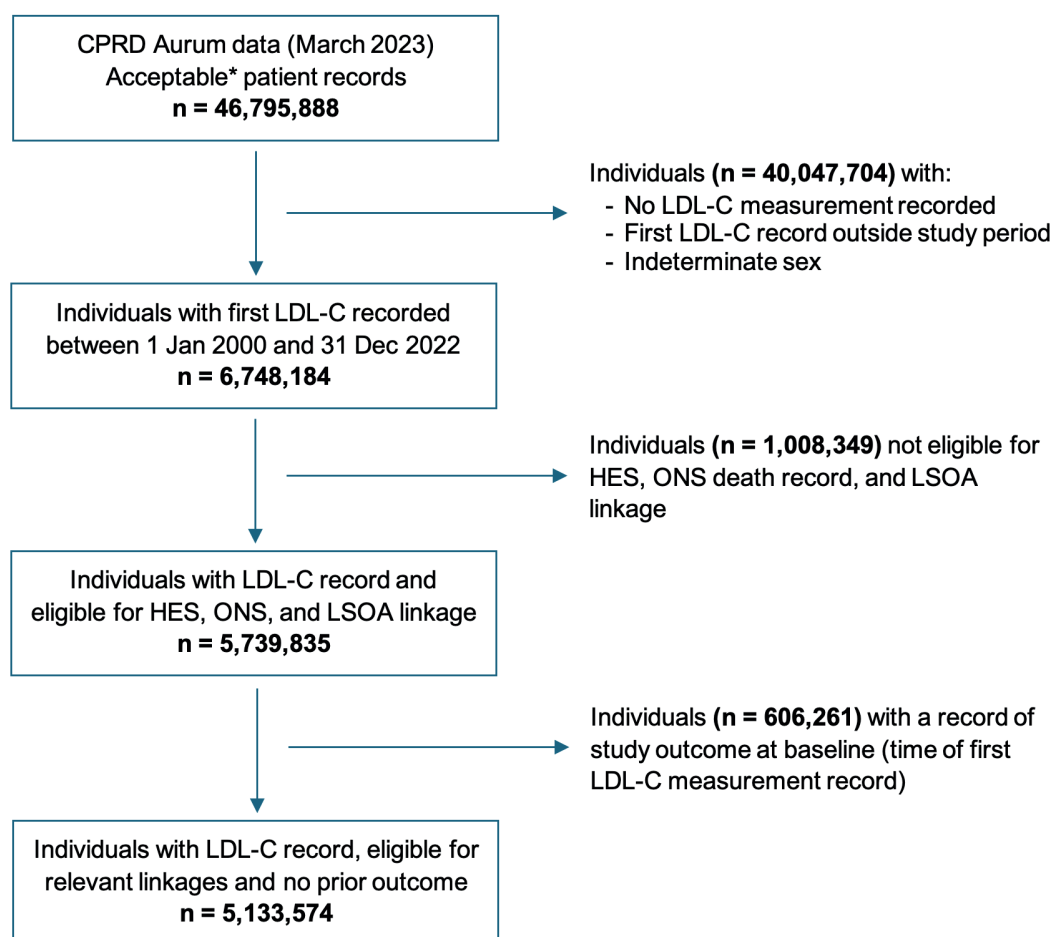 CPRD Aurum data (March 2023)
Acceptable* patient records
n = 46,795,888
Individuals (n = 40,047,704) with:
- No LDL-C measurement recorded
- First LDL-C record outside study period
- Indeterminate sex
Individuals with first LDL-C recorded
between 1 Jan 2000 and 31 Dec 2022
n = 6,748,184
Individuals (n = 1,008,349) not eligible for
HES, ONS death record, and LSOA
linkage
Individuals with LDL-C record and
eligible for HES, ONS, and LSOA linkage
n = 5,739,835
Individuals (n = 606,261) with a record of
study outcome at baseline (time of first
LDL-C measurement record)
Individuals with LDL-C record, eligible for
relevant linkages and no prior outcome
n = 5,133,574